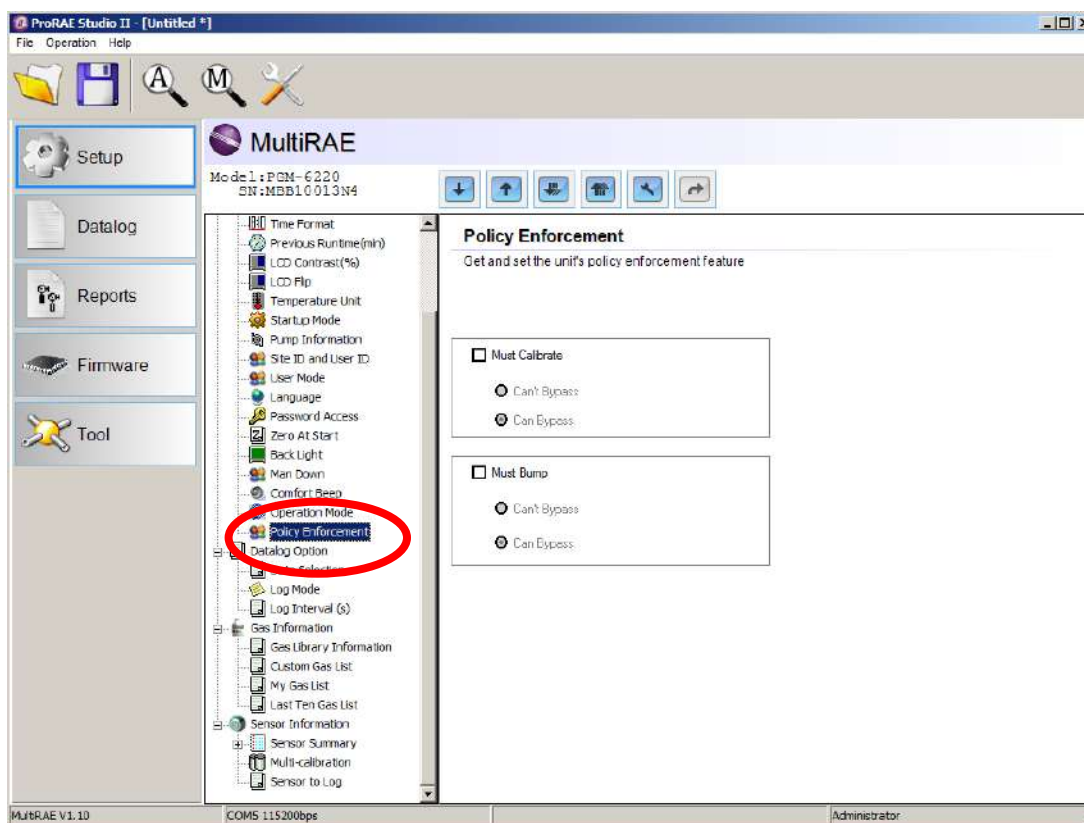 ProRAE Studio II - [Untitled *]
File Operation Help
A M
Setup
Datalog
Reports
Firmware
Tool
MultiRAE
Model:PGM-6220
SN:MBB10013N4
Time Format
Previous Runtime(min)
LCD Contrast(%)
LCD Flip
Temperature Unit
Startup Mode
Pump Information
Site ID and User ID
User Mode
Language
Password Access
Zero At Start
Back Light
Man Down
Comfort Beep
Operation Mode
Policy Enforcement
Datalog Option
Log Mode
Log Interval (s)
Gas Information
Gas Library Information
Custom Gas List
My Gas List
Last Ten Gas List
Sensor Information
Sensor Summary
Multi-calibration
Sensor to Log
Policy Enforcement
Get and set the unit's policy enforcement feature
Must Calibrate
Can't Bypass
Can Bypass
Must Bump
Can't Bypass
Can Bypass
MultiRAE V1.10
COM5 115200bps
Administrator